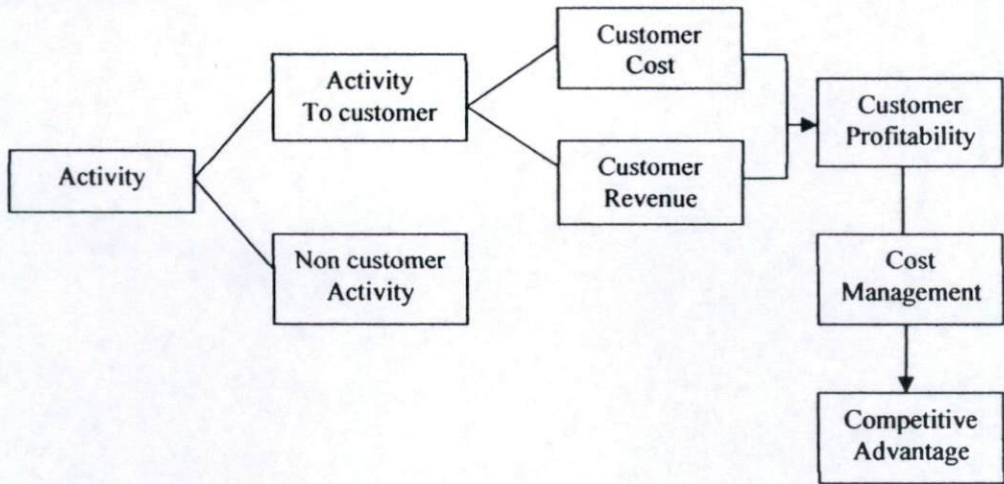 Customer
Cost
Activity
To customer
Customer
Profitability
Activity
Customer
Revenue
Non customer
Activity
Cost
Management
Competitive
Advantage